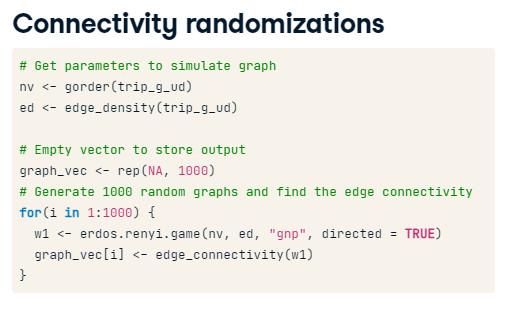 Connectivity randomizations
# Get parameters to simulate graph
nv <- gorder(trip_g_ud)
ed <- edge_density(trip_g_ud)
# Empty vector to store output
graph_vec <- rep(NA, 1000)
# Generate 1000 random graphs and find the edge connectivity
for(i in 1:1000) {
  w1 <- erdos.renyi.game(nv, ed, "gnp", directed = TRUE)
  graph_vec[i] <- edge_connectivity(w1)
}